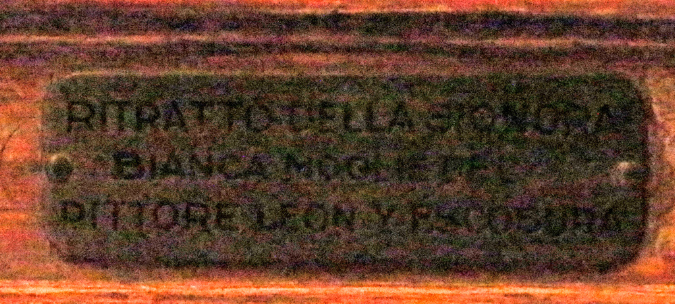 RITRATTO DELLA SIGNORA
BIANCA MOGLIE DEL
PITTORE LEON Y ESCOSURA